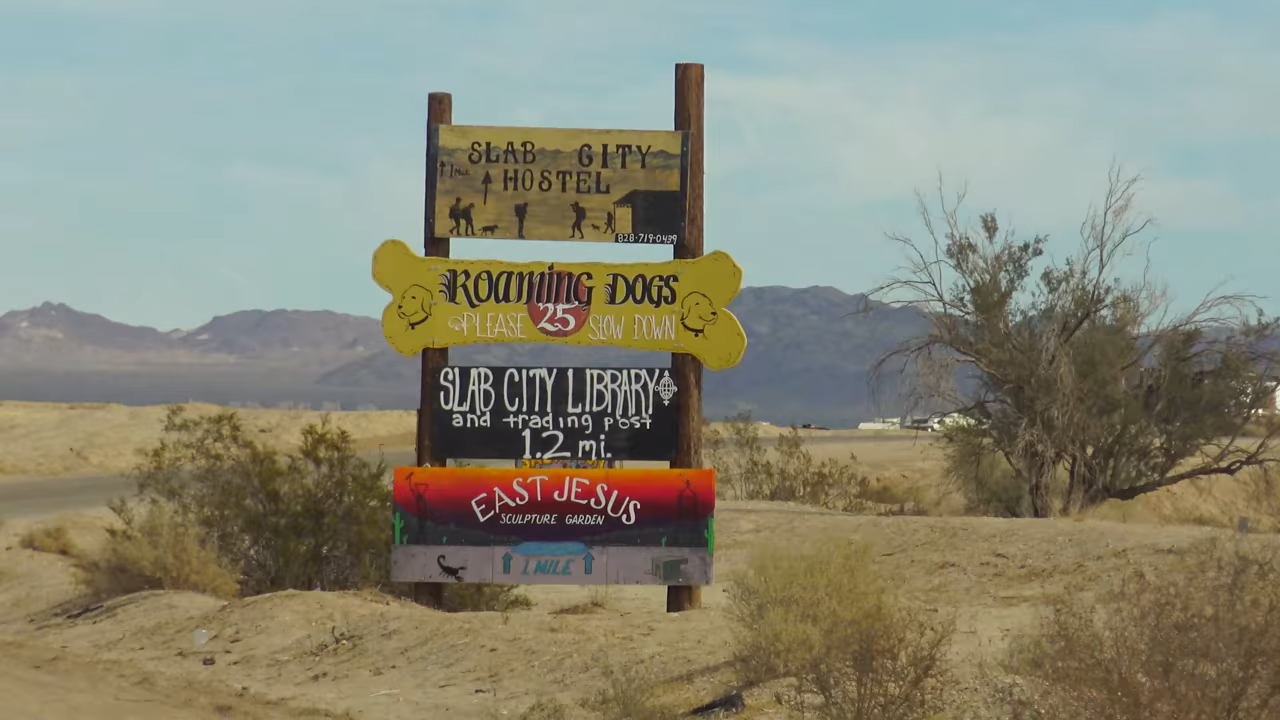 SLAB CITY
1 Mile HOSTEL
828-719-0439
ROAMING DOGS
25
PLEASE SLOW DOWN
SLAB CITY LIBRARY
and trading post
1.2 mi.
EAST JESUS
SCULPTURE GARDEN
1 MILE